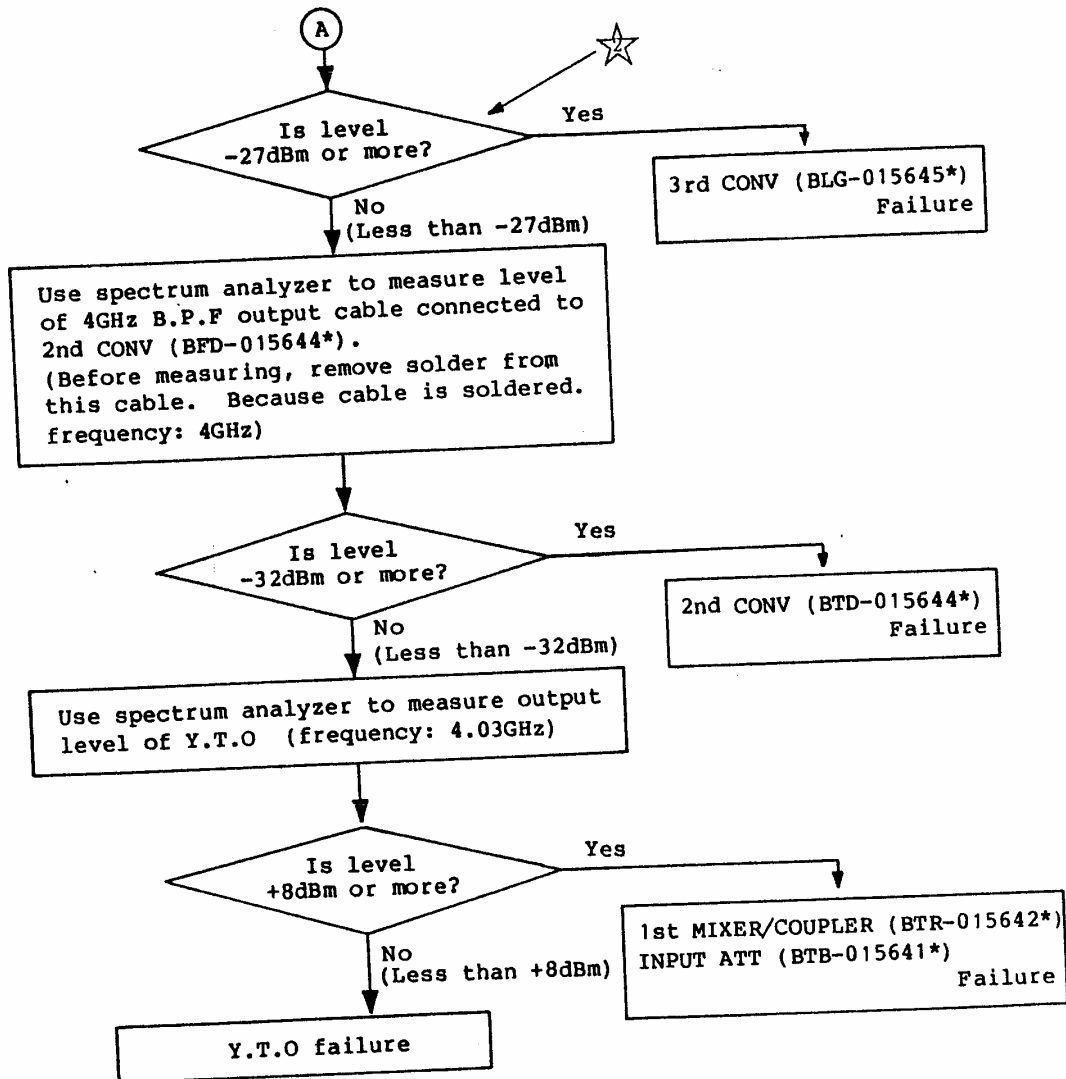 A
2
Is level
-27dBm or more?
Yes
3rd CONV (BLG-015645*)
Failure
No
(Less than -27dBm)
Use spectrum analyzer to measure level
of 4GHz B.P.F output cable connected to
2nd CONV (BFD-015644*).
(Before measuring, remove solder from
this cable.  Because cable is soldered.
frequency: 4GHz)
Is level
-32dBm or more?
Yes
2nd CONV (BTD-015644*)
Failure
No
(Less than -32dBm)
Use spectrum analyzer to measure output
level of Y.T.O  (frequency: 4.03GHz)
Is level
+8dBm or more?
Yes
1st MIXER/COUPLER (BTR-015642*)
INPUT ATT (BTB-015641*)
Failure
No
(Less than +8dBm)
Y.T.O failure